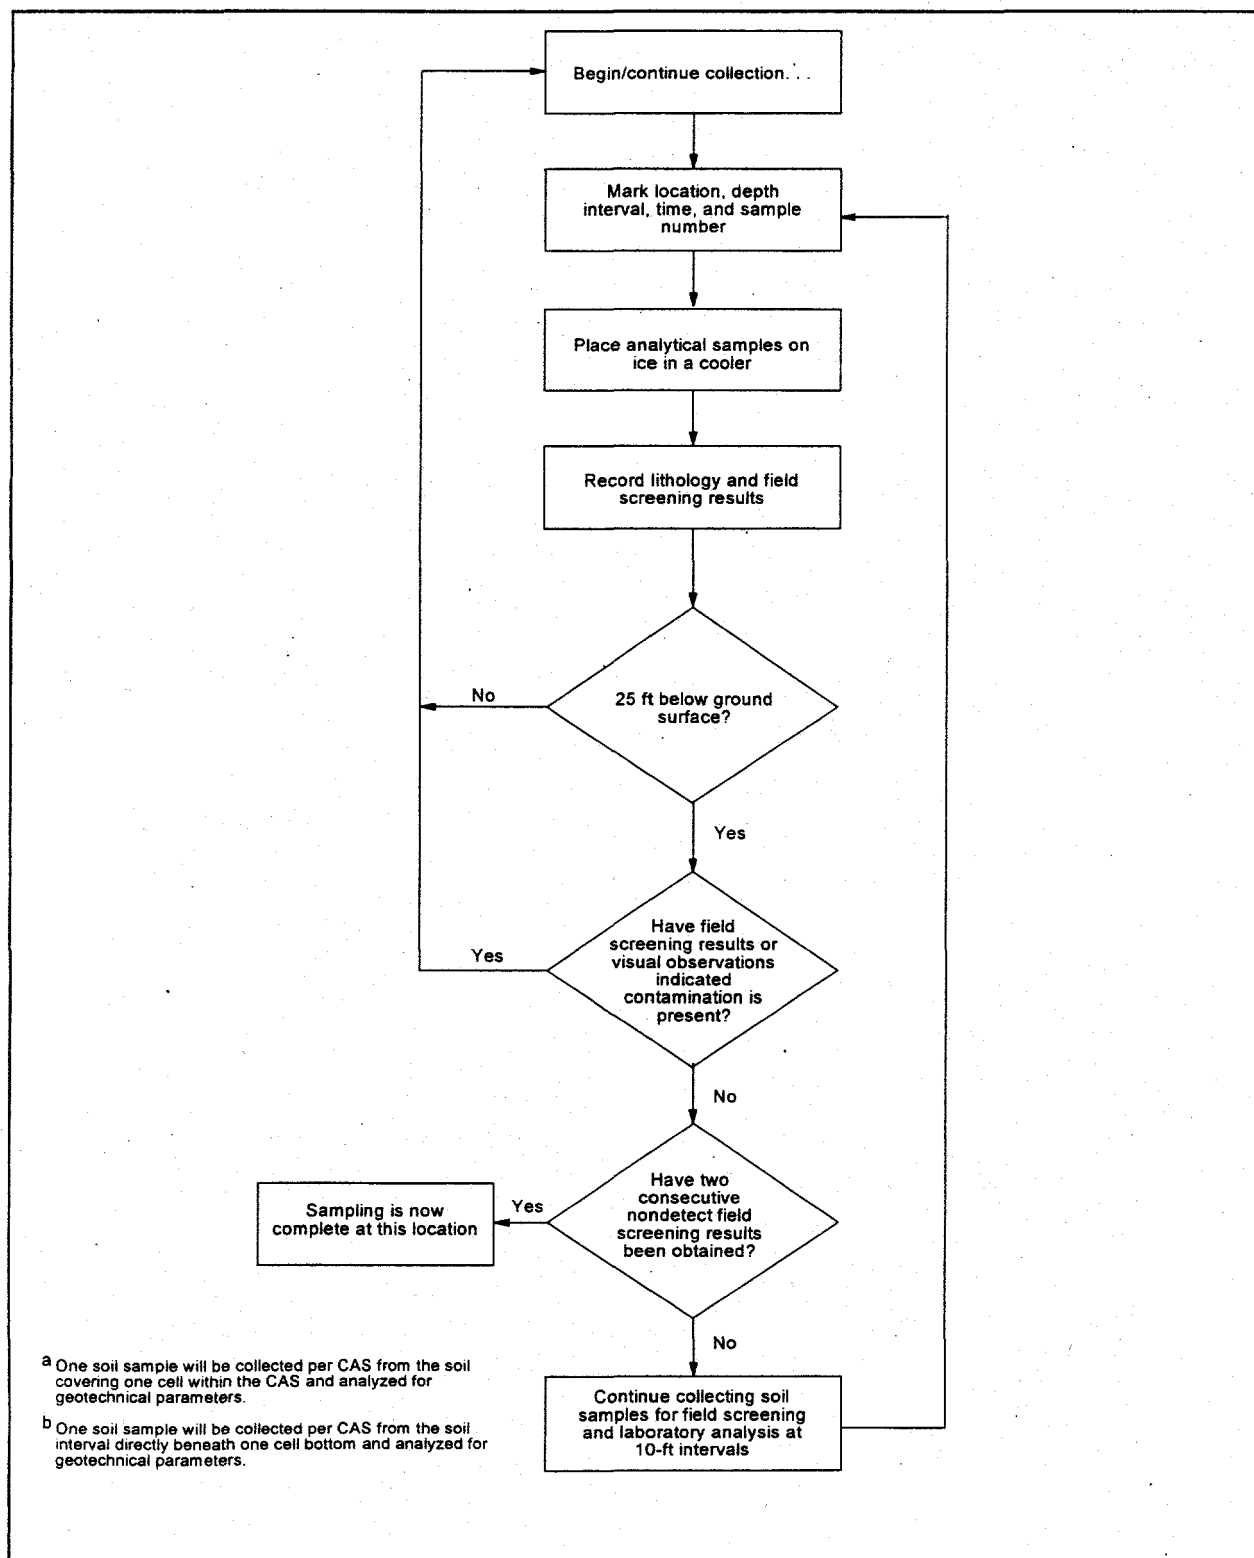 Begin/continue collection. . .
Mark location, depth
interval, time, and sample
number
Place analytical samples on
ice in a cooler
Record lithology and field
screening results
25 ft below ground
surface?
No
Yes
Have field
screening results or
visual observations
indicated
contamination is
present?
Yes
No
Have two
consecutive
nondetect field
screening results
been obtained?
Yes
Sampling is now
complete at this location
No
Continue collecting soil
samples for field screening
and laboratory analysis at
10-ft intervals
a One soil sample will be collected per CAS from the soil
covering one cell within the CAS and analyzed for
geotechnical parameters.
b One soil sample will be collected per CAS from the soil
interval directly beneath one cell bottom and analyzed for
geotechnical parameters.